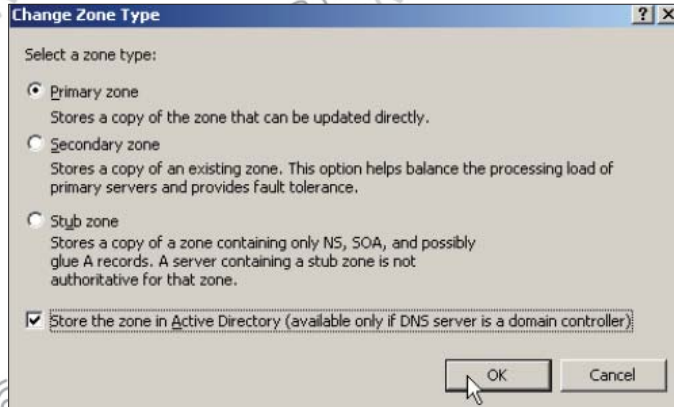 Change Zone Type
Select a zone type:
Primary zone
Stores a copy of the zone that can be updated directly.
Secondary zone
Stores a copy of an existing zone. This option helps balance the processing load of
primary servers and provides fault tolerance.
Stub zone
Stores a copy of a zone containing only NS, SOA, and possibly
glue A records. A server containing a stub zone is not
authoritative for that zone.
Store the zone in Active Directory (available only if DNS server is a domain controller)
OK
Cancel